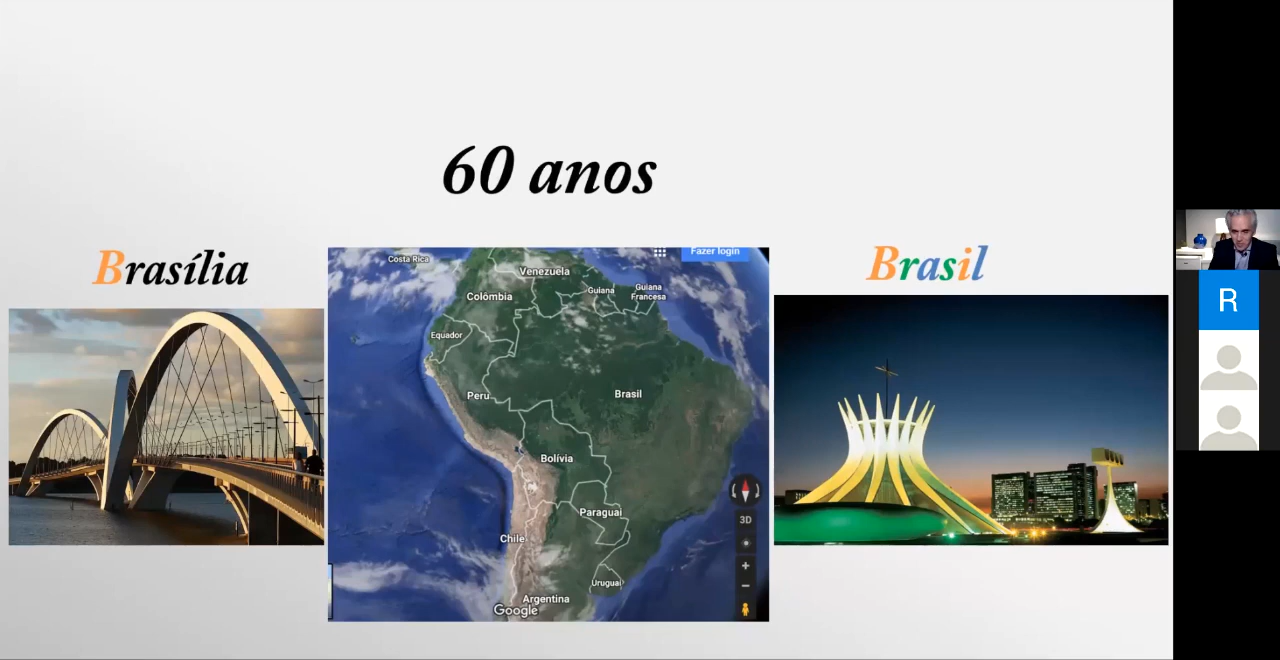 60 anos
Brasília
Brasil
Fazer login
Costa Rica
Venezuela
Guiana
Guiana
Francesa
Colômbia
Equador
Peru
Brasil
Bolívia
Paraguai
3D
Chile
Uruguai
Argentina
Google
R